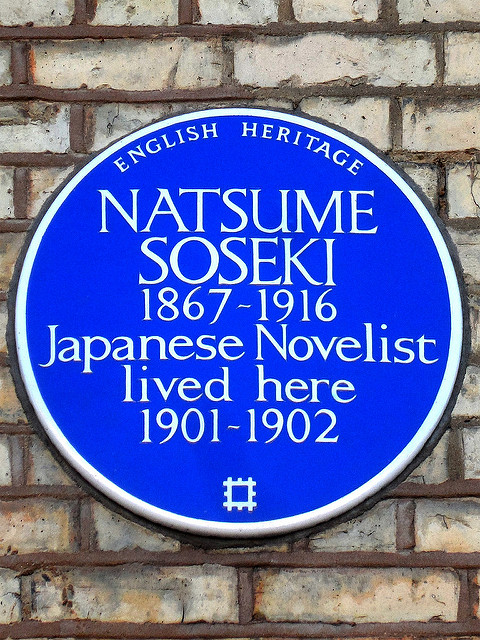 ENGLISH HERITAGE
NATSUME
SOSEKI
1867~1916
Japanese Novelist
lived here
1901~1902